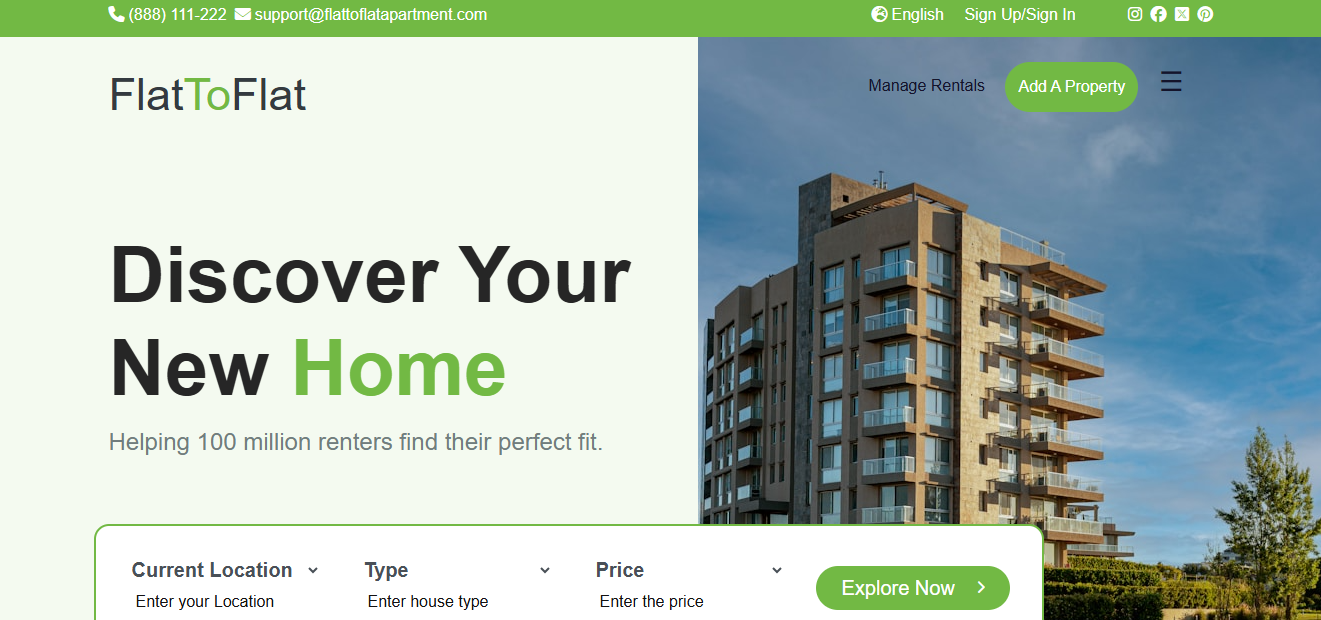 (888) 111-222 support@flattoflatapartment.com English Sign Up/Sign In
FlatToFlat
Manage Rentals Add A Property
Discover Your
New Home
Helping 100 million renters find their perfect fit.
Current Location Type Price
Enter your Location Enter house type Enter the price
Explore Now